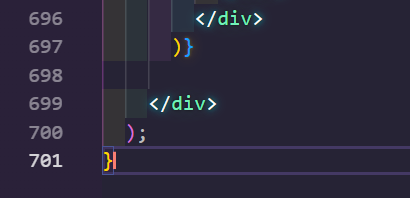 696 </div>
697 )}
698
699 </div>
700 );
701 }